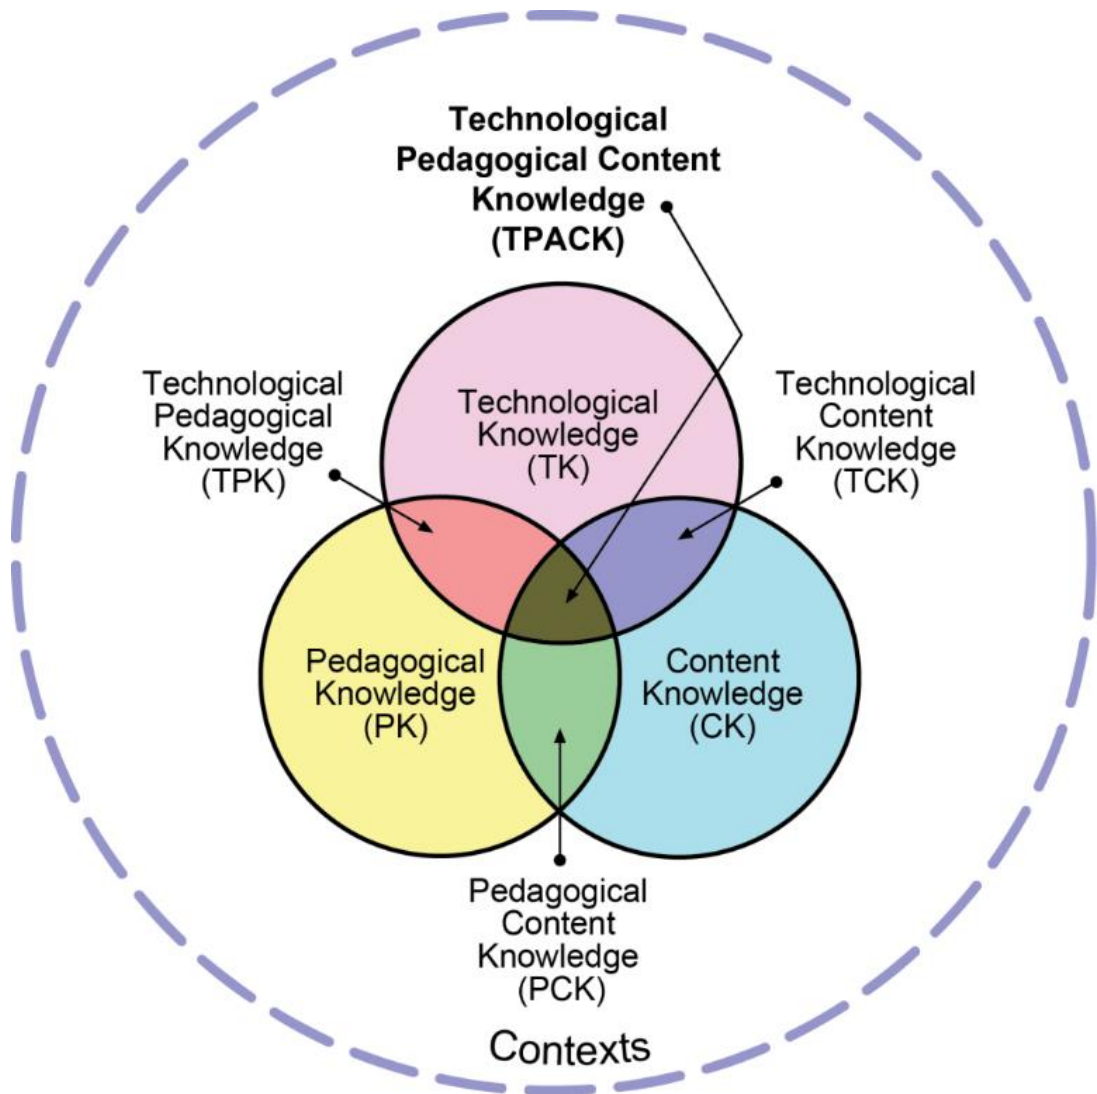 Technological
Pedagogical Content
Knowledge
(TPACK)
Technological
Pedagogical
Knowledge
(TPK)
Technological
Knowledge
(TK)
Technological
Content
Knowledge
(TCK)
Pedagogical
Knowledge
(PK)
Content
Knowledge
(CK)
Pedagogical
Content
Knowledge
(PCK)
Contexts